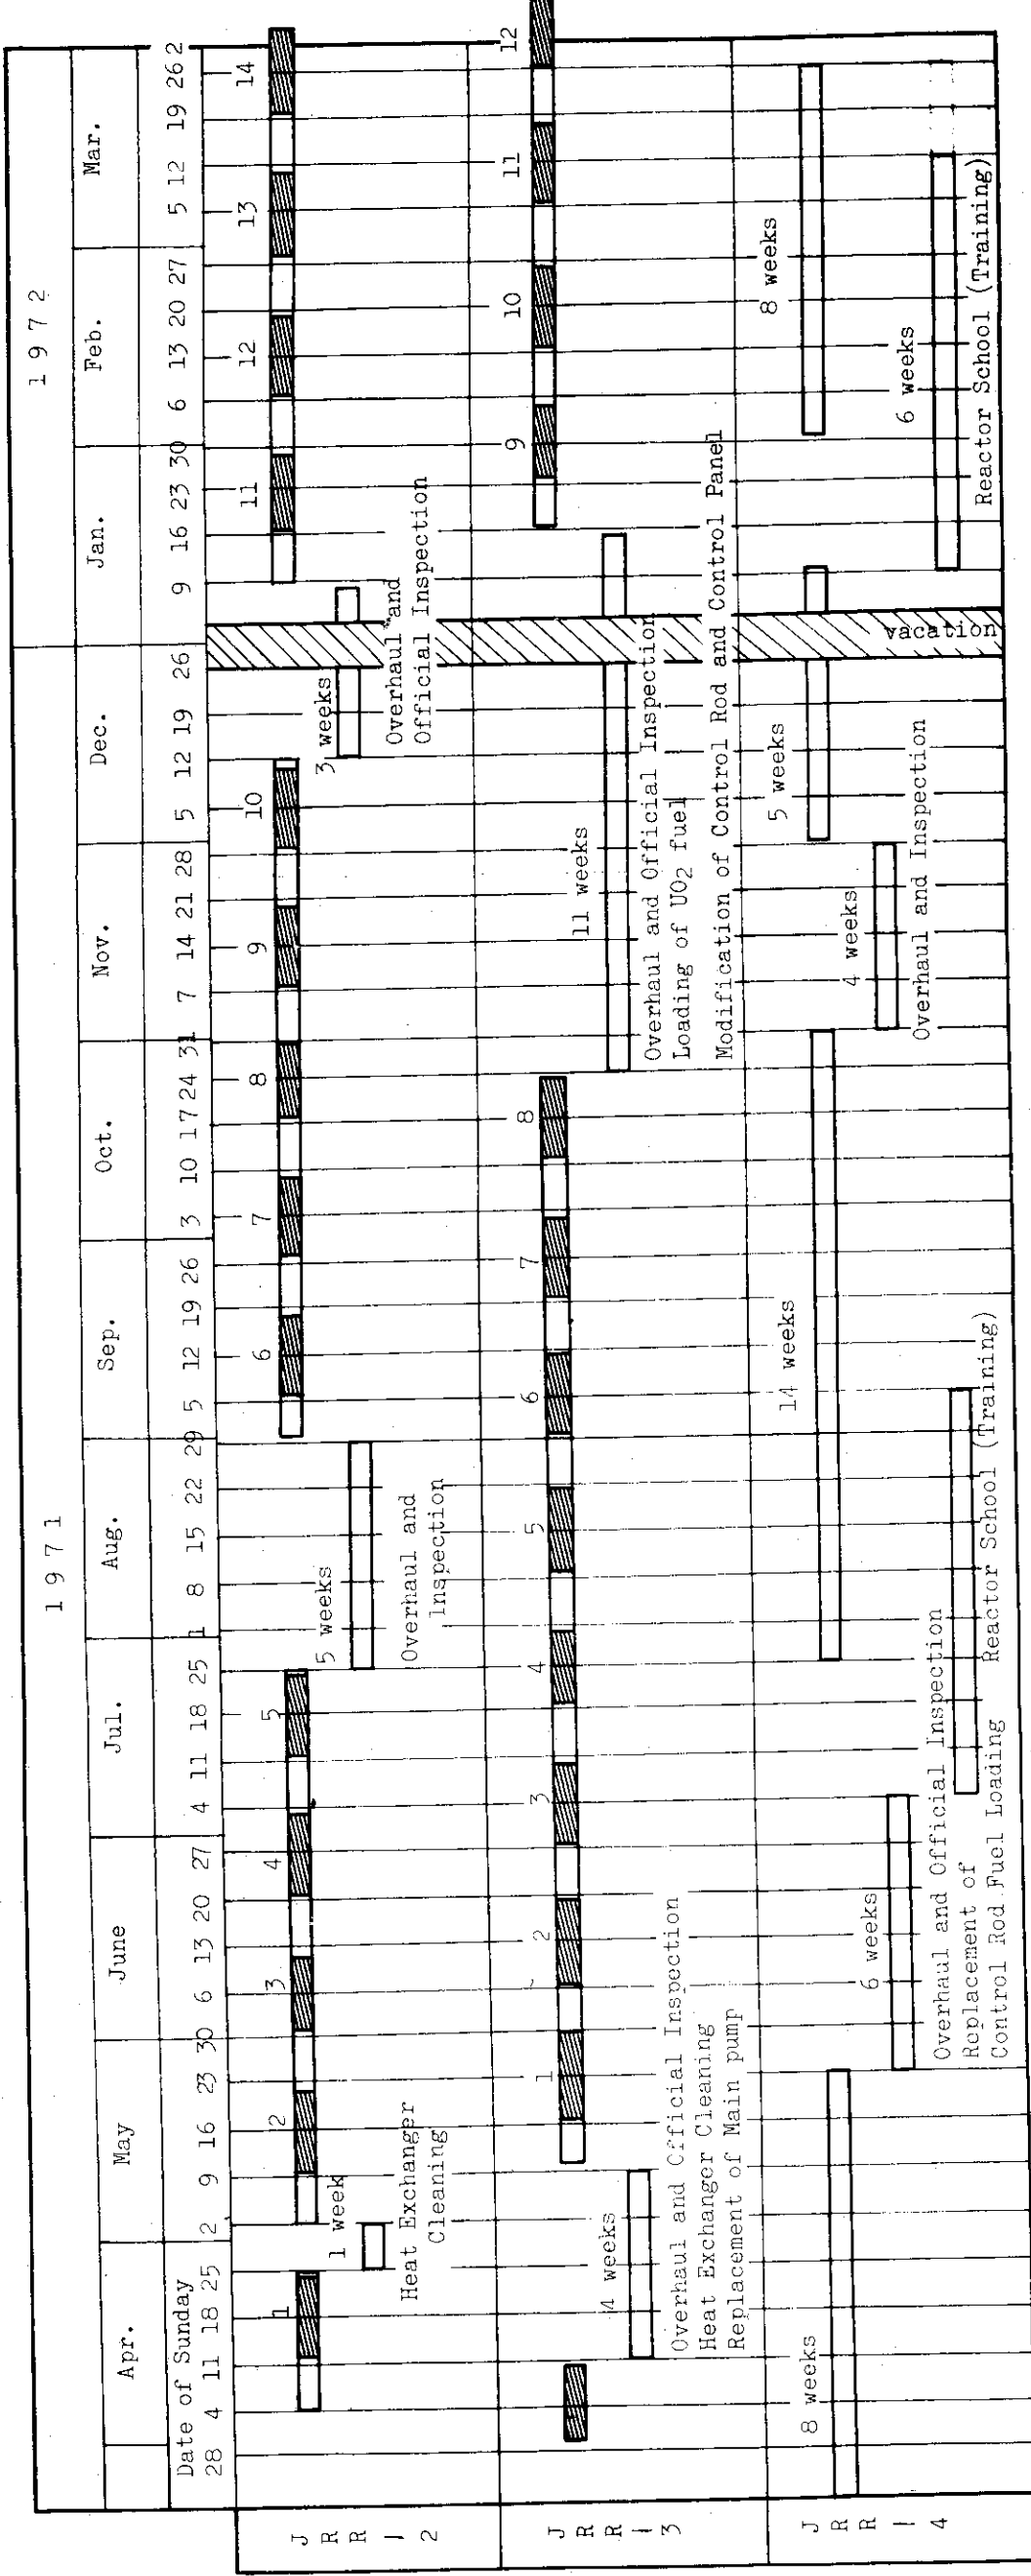 1971
1972
Apr.
May
June
Jul.
Aug.
Sep.
Oct.
Nov.
Dec.
Jan.
Feb.
Mar.
Date of Sunday
28 4 11 18 25 2 9 16 23 30 6 13 20 27 4 11 18 25 1 8 15 22 29 5 12 19 26 3 10 17 24 31 7 14 21 28 5 12 19 26 9 16 23 30 6 13 20 27 5 12 19 26 2
JRR-2
1
2
3
4
5
6
7
8
9
10
11
12
13
14
1 week
Heat Exchanger
Cleaning
5 weeks
Overhaul and
Inspection
3 weeks
Overhaul and
Official Inspection
JRR-3
1
2
3
4
5
6
7
8
9
10
11
12
4 weeks
Overhaul and Official Inspection
Heat Exchanger Cleaning
Replacement of Main pump
11 weeks
Overhaul and Official Inspection
Loading of UO2 fuel
Modification of Control Rod and Control Panel
JRR-4
8 weeks
6 weeks
Overhaul and Official Inspection
Replacement of
Control Rod Fuel Loading
14 weeks
Reactor School (Training)
4 weeks
Overhaul and Inspection
5 weeks
vacation
8 weeks
6 weeks
Reactor School (Training)